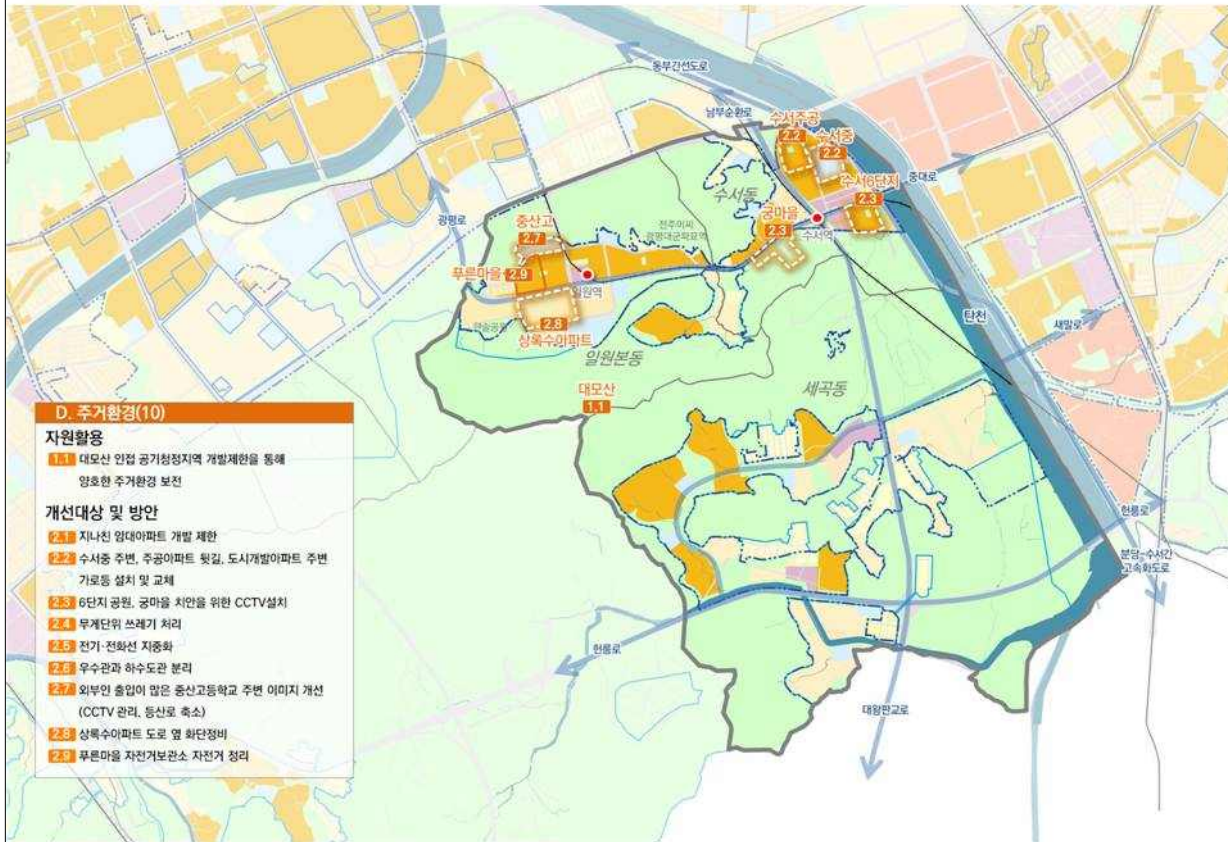 동부간선도로
남부순환로
수서주공
2.2
수서중
2.2
중대로
수서6단지
2.3
수서동
궁마을
2.3
수서역
광평로
중산고
2.7
전주이씨
광평대군파묘역
푸른마을 2.9
일원역
2.8
상록수아파트
탄천
새말로
일원본동
세곡동
대모산
1.1
D. 주거환경(10)
자원활용
1.1 대모산 인접 공기청정지역 개발제한을 통해
양호한 주거환경 보전
개선대상 및 방안
2.1 지나친 임대아파트 개발 제한
2.2 수서중 주변, 주공아파트 뒷길, 도시개발아파트 주변
가로등 설치 및 교체
2.3 6단지 공원, 궁마을 치안을 위한 CCTV설치
2.4 무게단위 쓰레기 처리
2.5 전기·전화선 지중화
2.6 우수관과 하수도관 분리
2.7 외부인 출입이 많은 중산고등학교 주변 이미지 개선
(CCTV 관리, 등산로 축소)
2.8 상록수아파트 도로 옆 화단정비
2.9 푸른마을 자전거보관소 자전거 정리
헌릉로
분당-수서간
고속화도로
헌릉로
대왕판교로